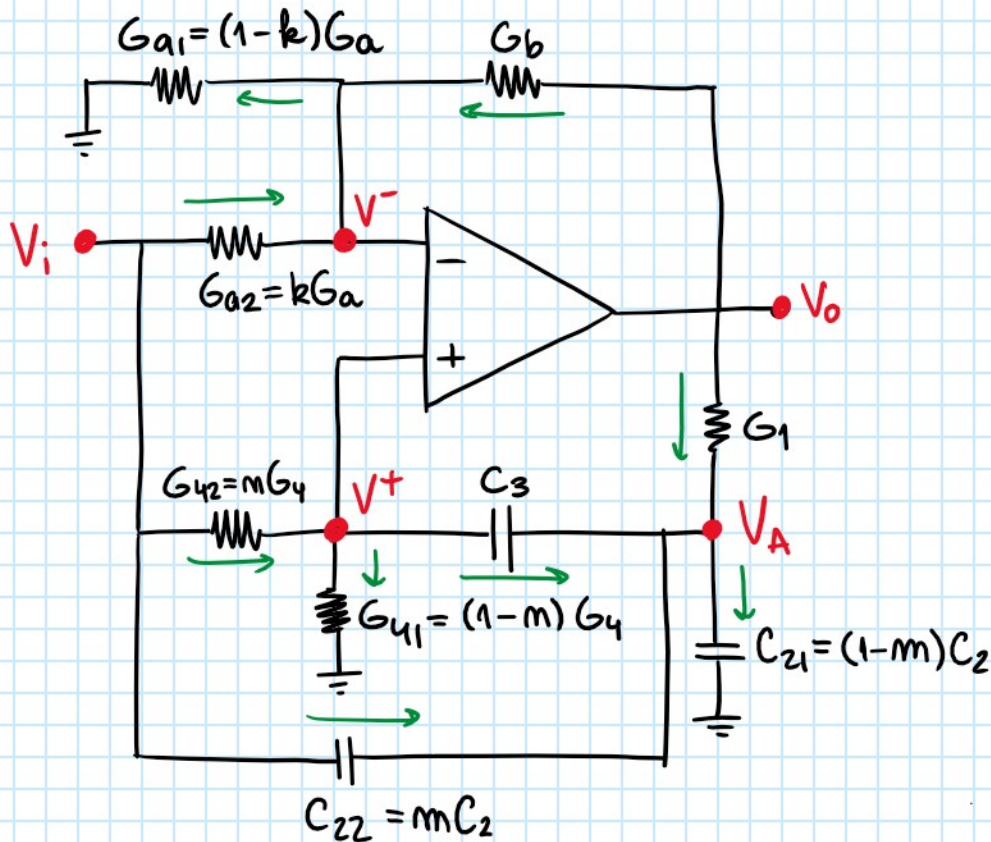 Ga1=(1-k)Ga
Gb
V-
Vi
Ga2=kGa
−
+
Vo
G1
G42=mG4
V+
C3
VA
G41=(1-m)G4
C21=(1-m)C2
C22=mC2